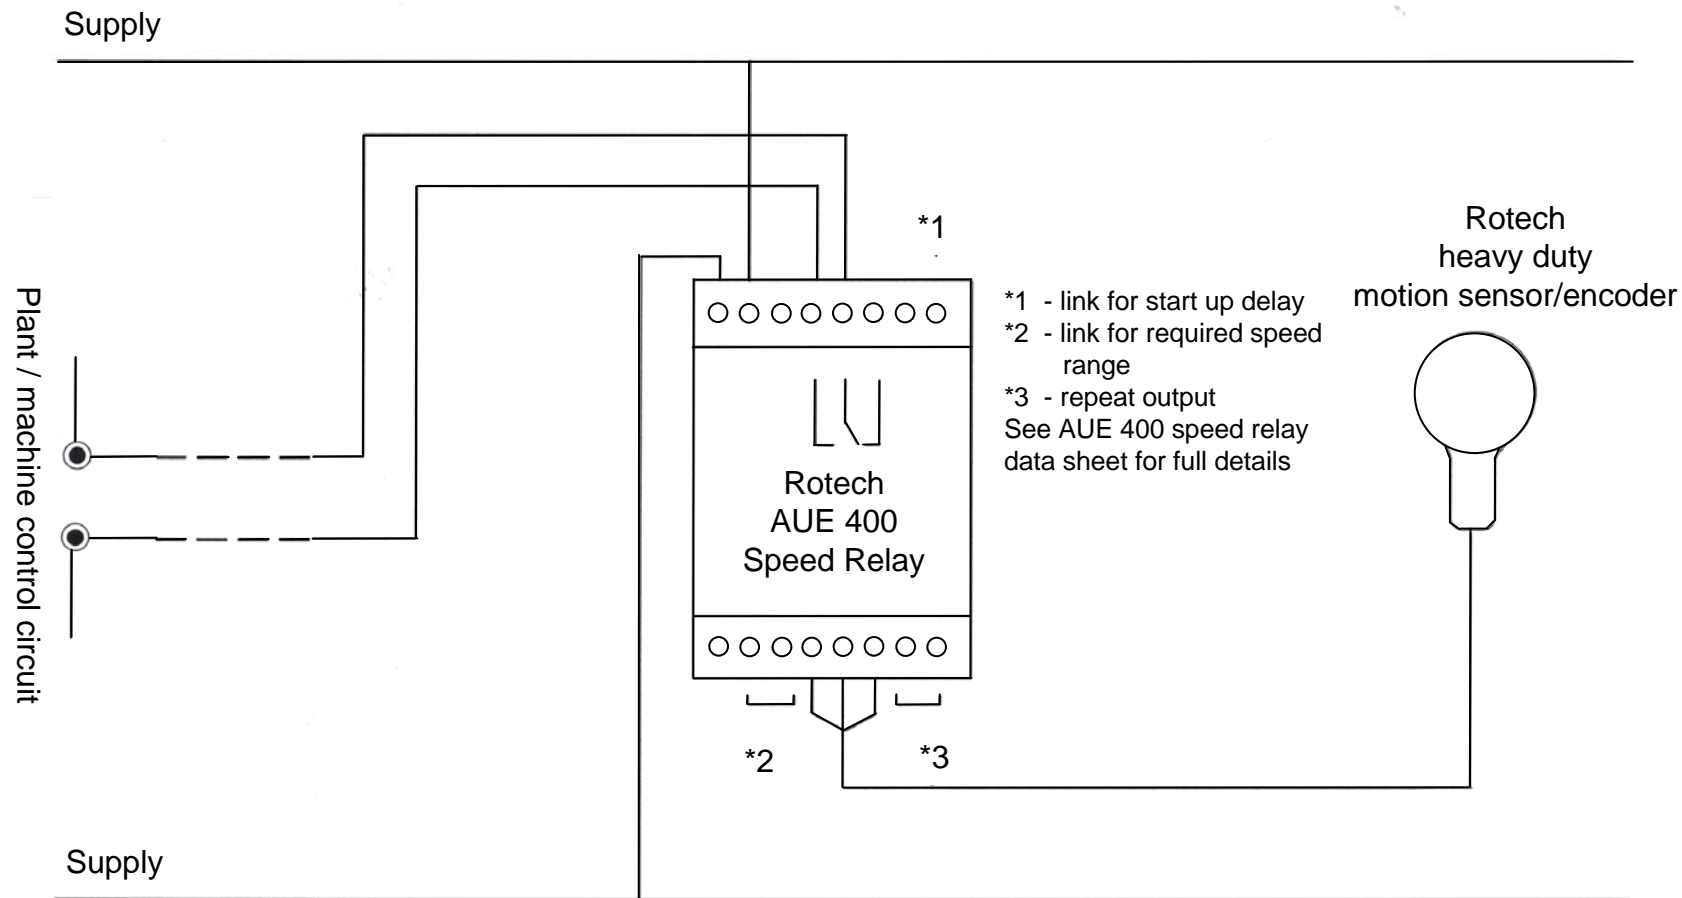 Supply
*1
Rotech
heavy duty
motion sensor/encoder
*1 - link for start up delay
*2 - link for required speed
range
*3 - repeat output
See AUE 400 speed relay
data sheet for full details
Plant / machine control circuit
Rotech
AUE 400
Speed Relay
*2
*3
Supply